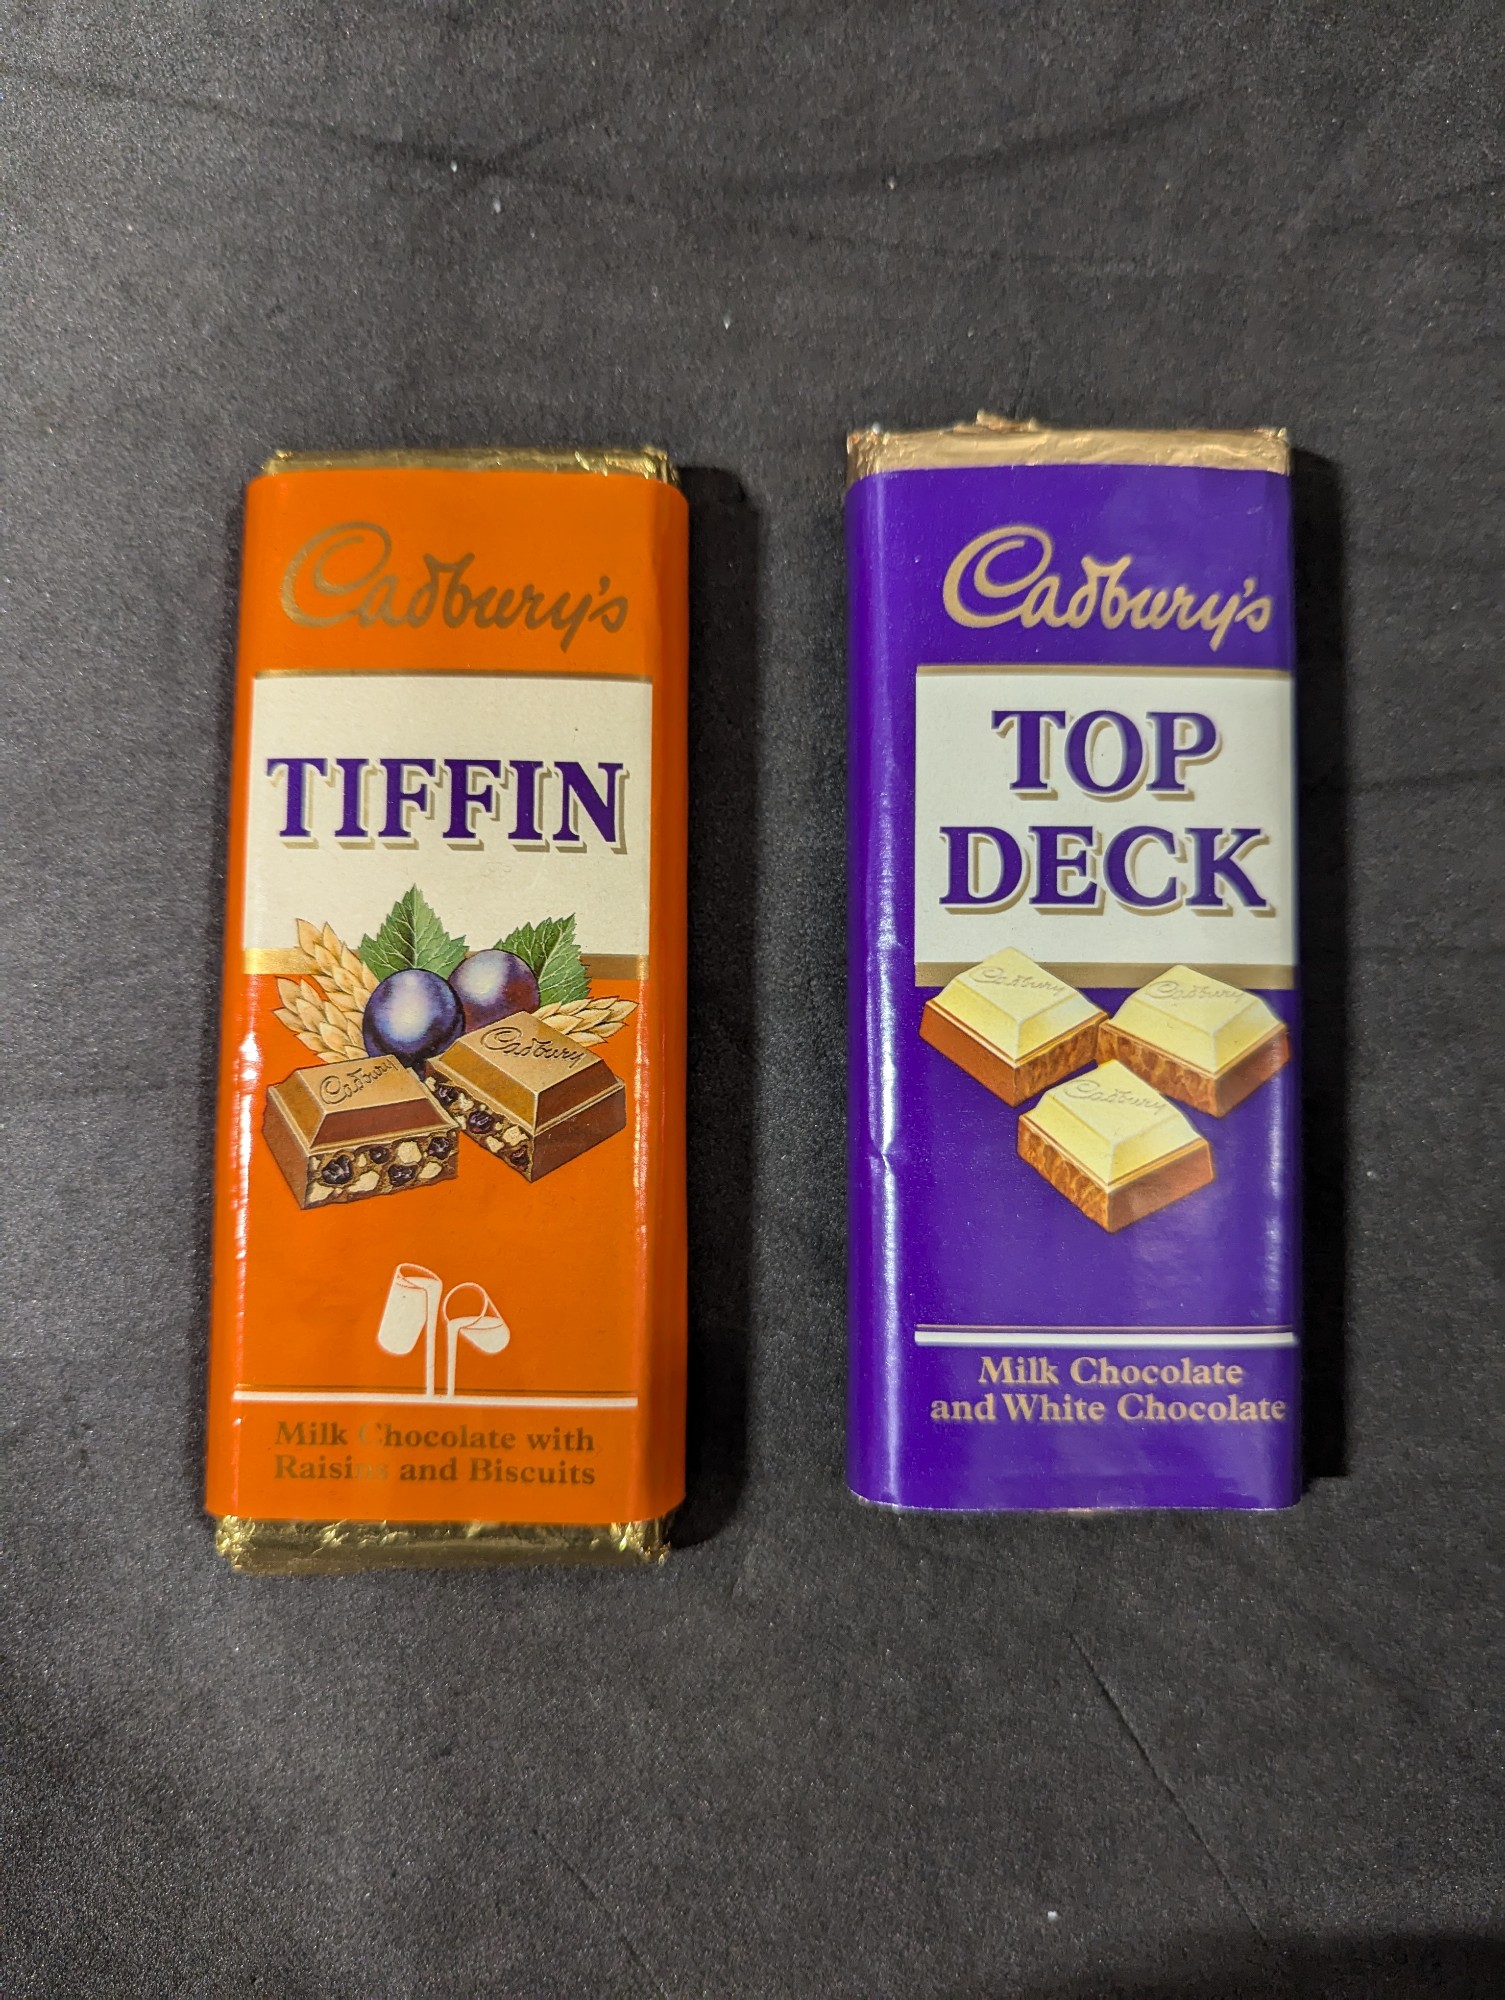 Cadbury's
TIFFIN
Cadbury
Cadbury
Milk Chocolate with
Raisins and Biscuits
Cadbury's
TOP
DECK
Cadbury
Cadbury
Cadbury
Milk Chocolate
and White Chocolate